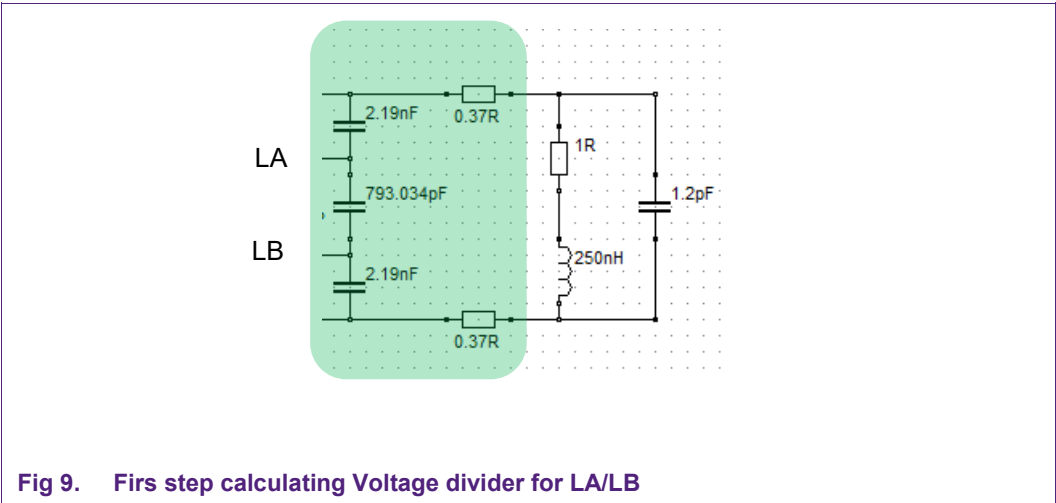 2.19nF
0.37R
1R
LA
793.034pF
1.2pF
LB
250nH
2.19nF
0.37R
Fig 9. Firs step calculating Voltage divider for LA/LB